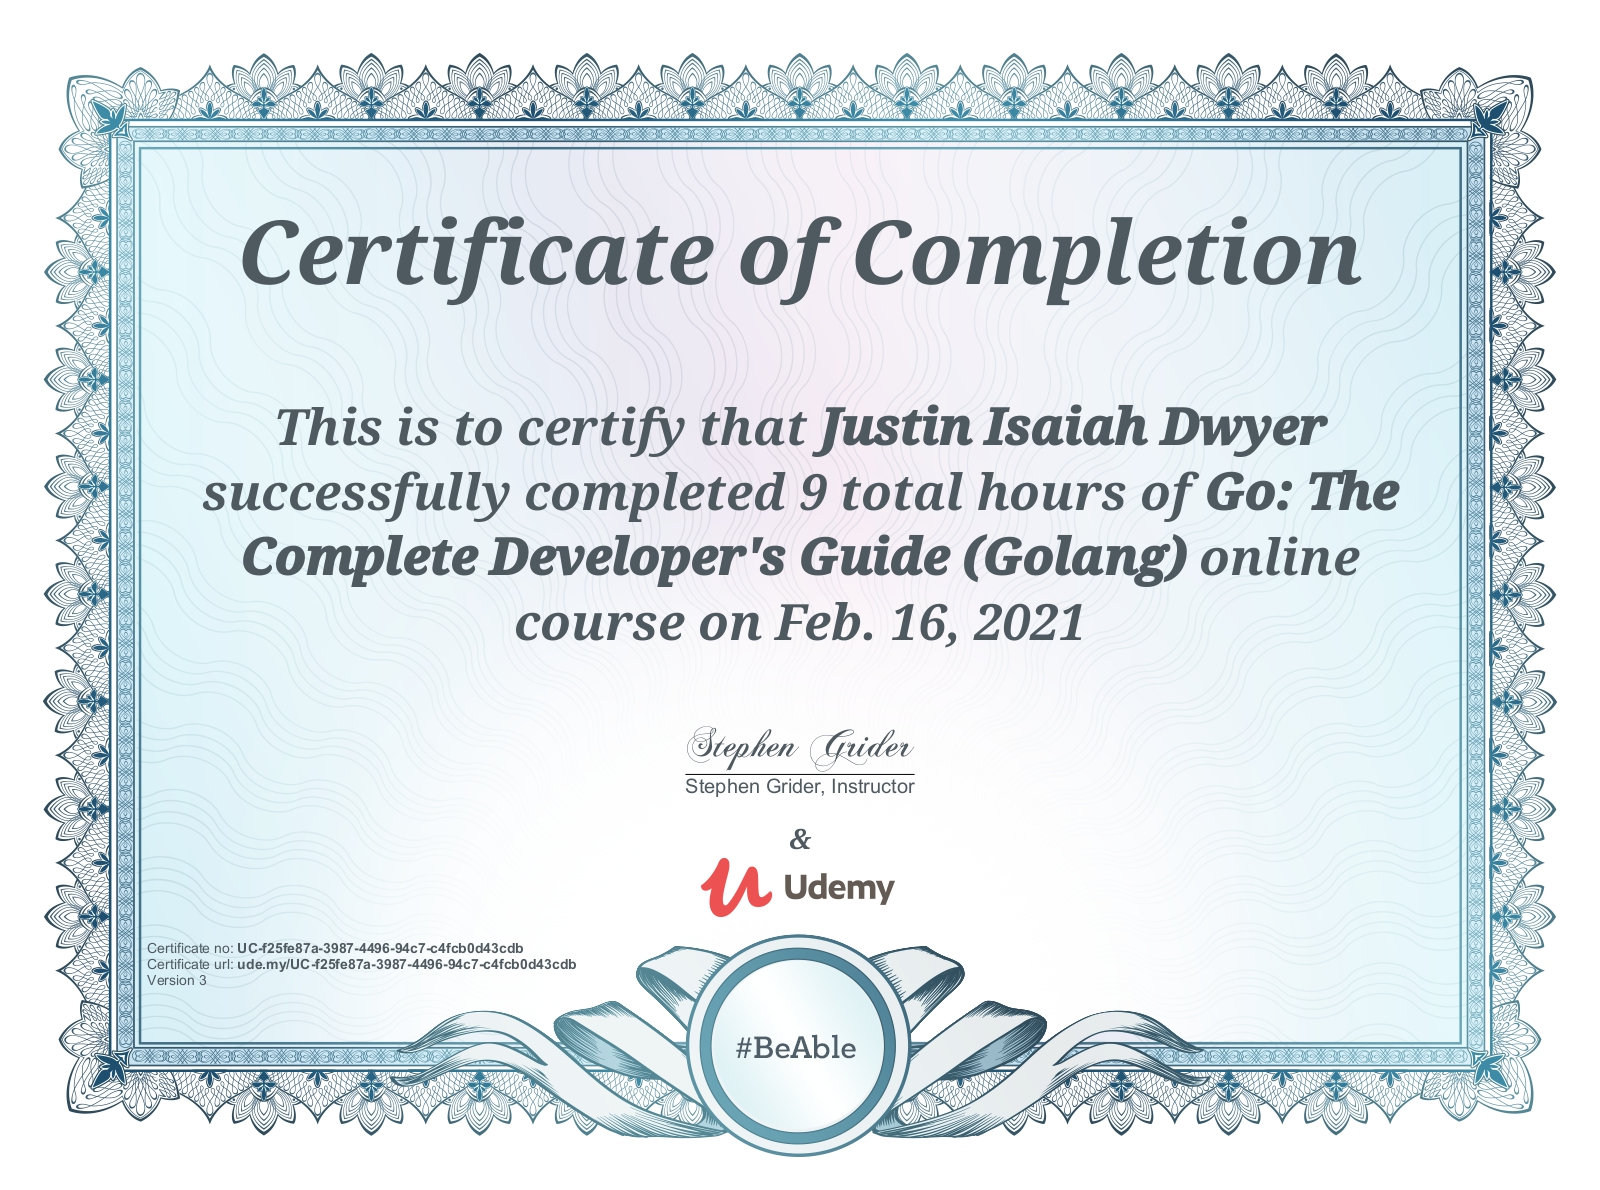 Certificate of Completion
This is to certify that Justin Isaiah Dwyer
successfully completed 9 total hours of Go: The
Complete Developer's Guide (Golang) online
course on Feb. 16, 2021
Stephen Grider
Stephen Grider, Instructor
&
Udemy
Certificate no: UC-f25fe87a-3987-4496-94c7-c4fcb0d43cdb
Certificate url: ude.my/UC-f25fe87a-3987-4496-94c7-c4fcb0d43cdb
Version 3
#BeAble